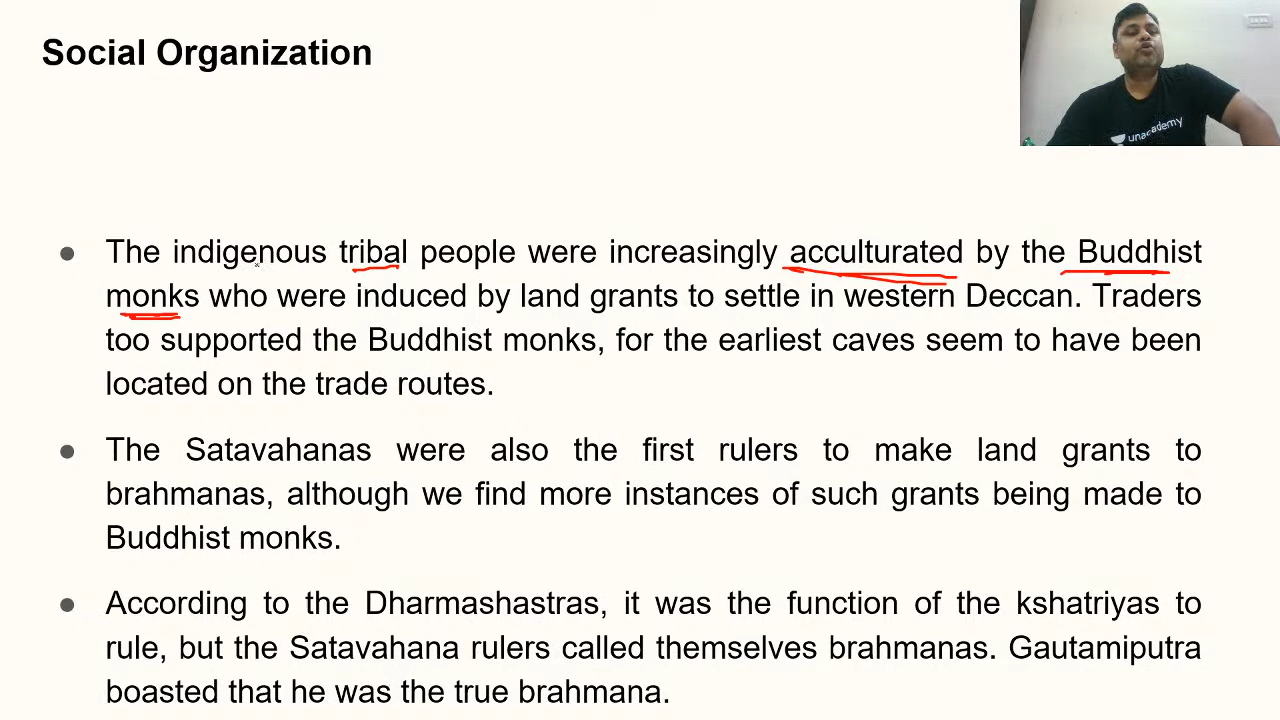 Social Organization
unacademy
● The indigenous tribal people were increasingly acculturated by the Buddhist
monks who were induced by land grants to settle in western Deccan. Traders
too supported the Buddhist monks, for the earliest caves seem to have been
located on the trade routes.
● The Satavahanas were also the first rulers to make land grants to
brahmanas, although we find more instances of such grants being made to
Buddhist monks.
● According to the Dharmashastras, it was the function of the kshatriyas to
rule, but the Satavahana rulers called themselves brahmanas. Gautamiputra
boasted that he was the true brahmana.